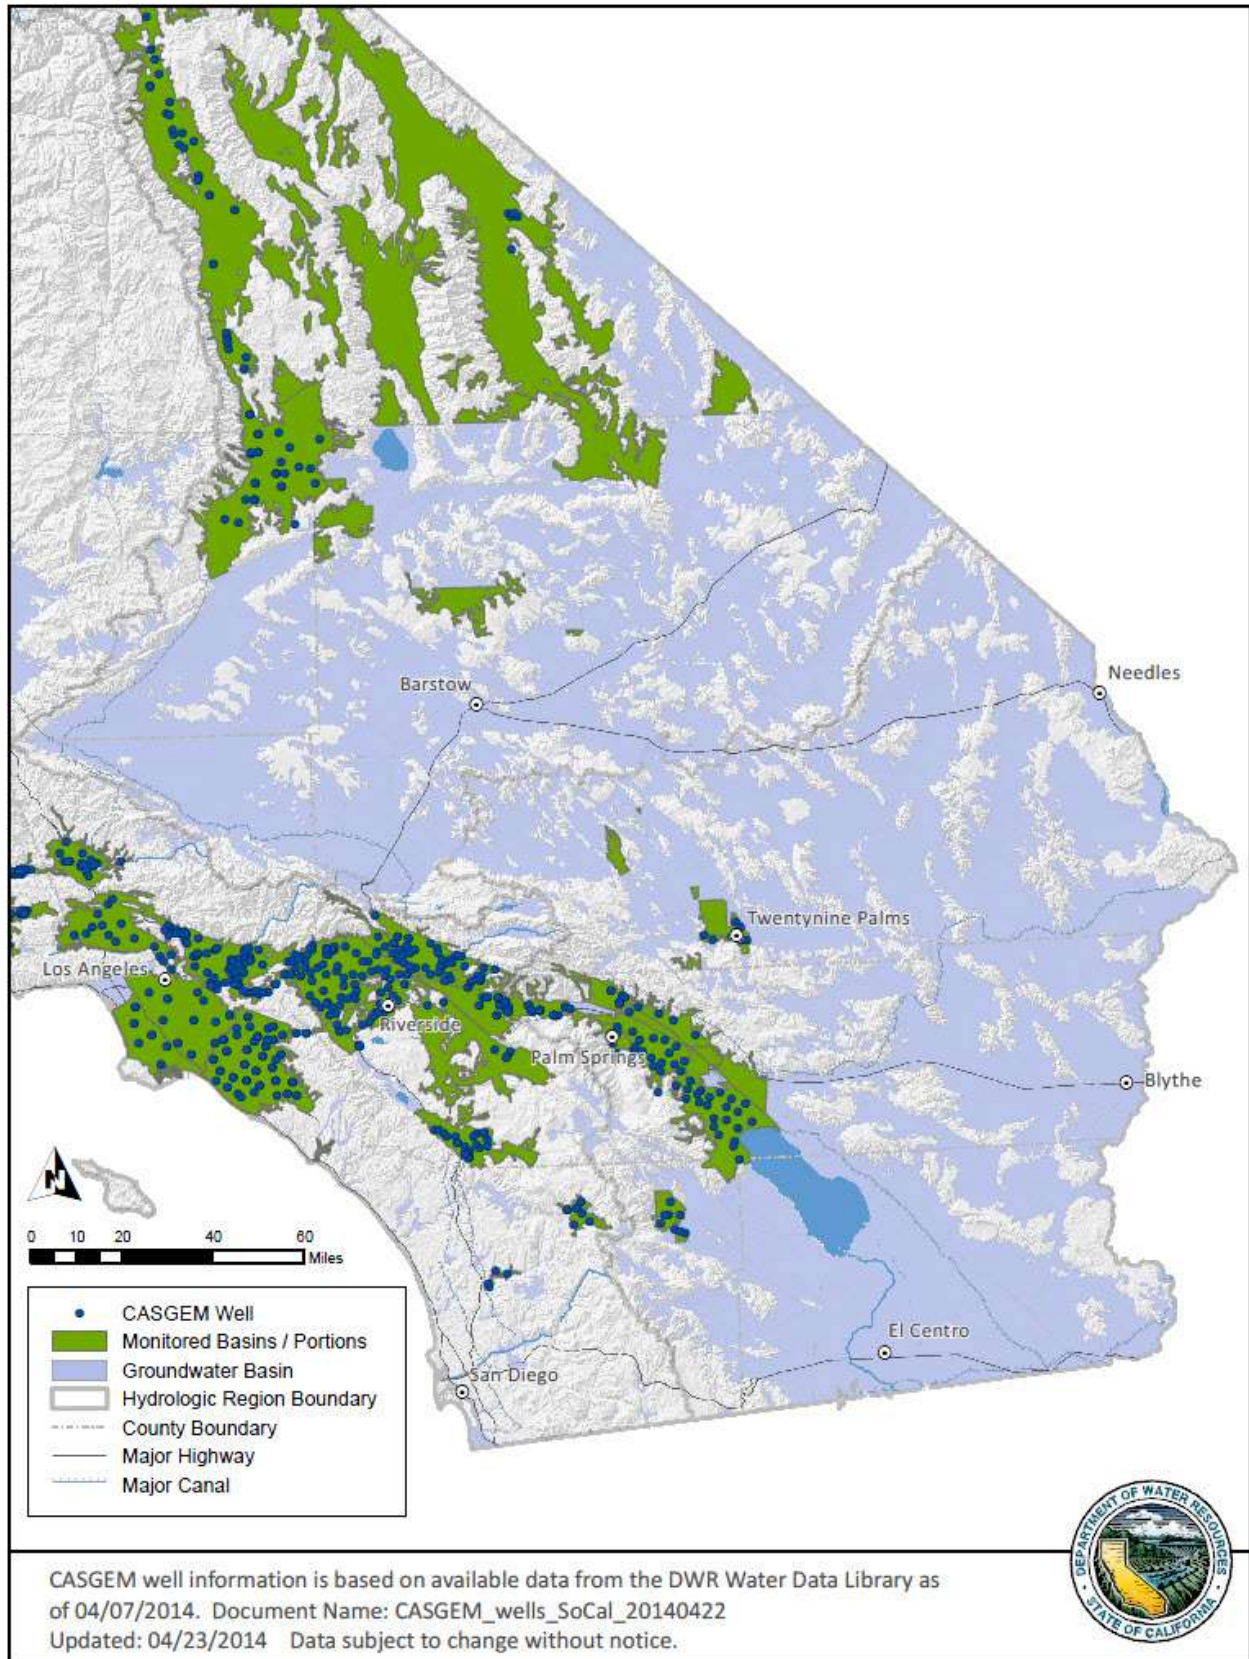 Barstow
Needles
Twentynine Palms
Los Angeles
Riverside
Palm Springs
Blythe
N
0 10 20 40 60
Miles
CASGEM Well
Monitored Basins / Portions
Groundwater Basin
Hydrologic Region Boundary
County Boundary
Major Highway
Major Canal
El Centro
San Diego
DEPARTMENT OF WATER RESOURCES
STATE OF CALIFORNIA
CASGEM well information is based on available data from the DWR Water Data Library as
of 04/07/2014. Document Name: CASGEM_wells_SoCal_20140422
Updated: 04/23/2014 Data subject to change without notice.